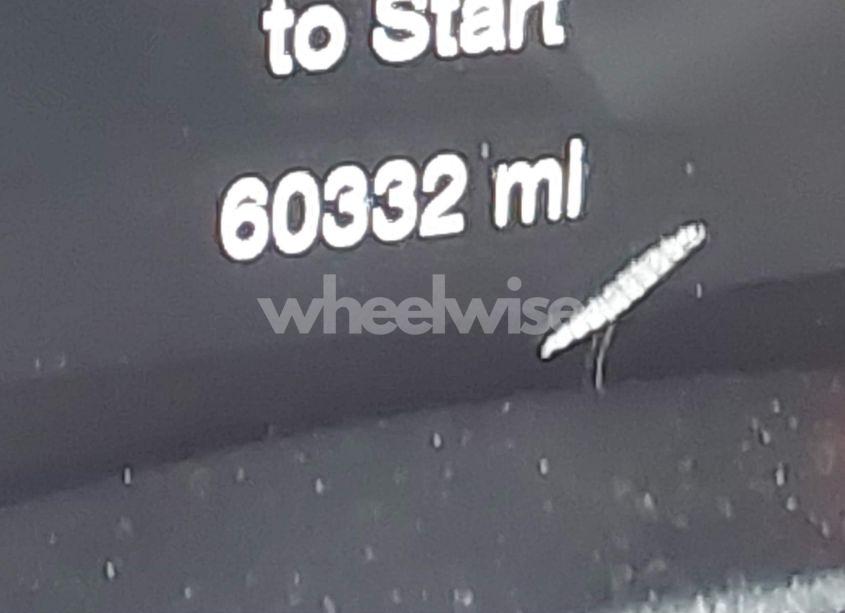 to Start
60332 mi
wheelwise